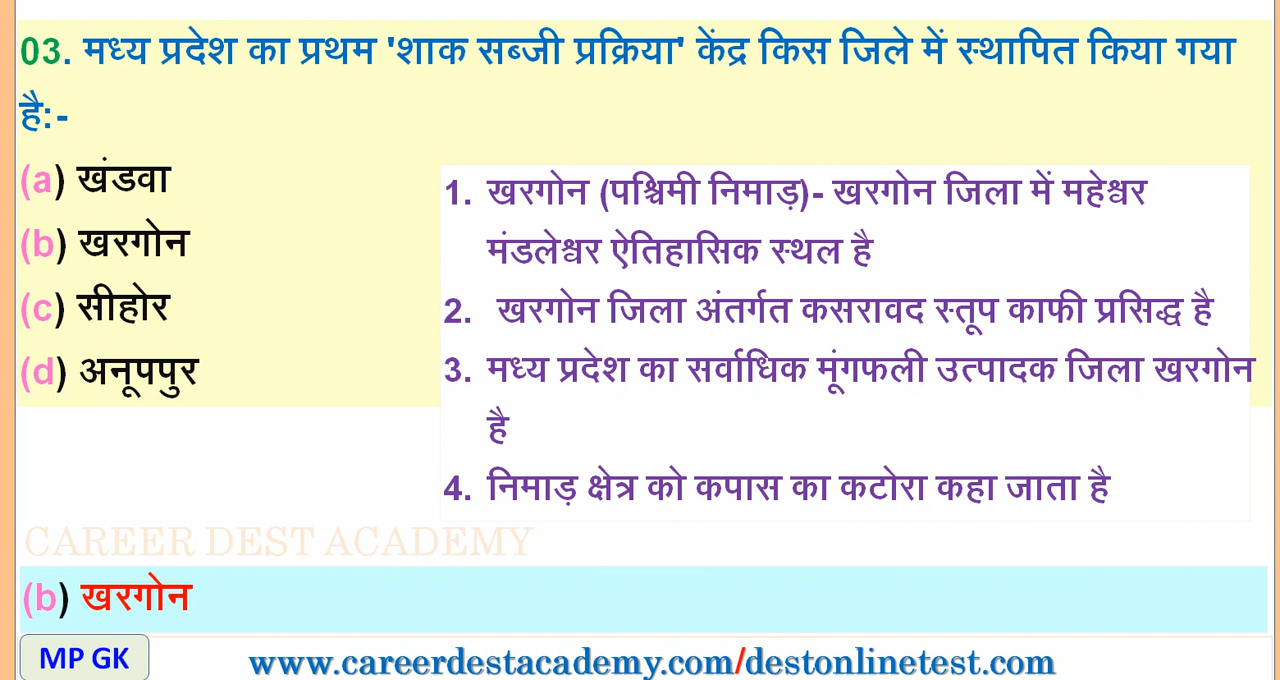 03. मध्य प्रदेश का प्रथम 'शाक सब्जी प्रक्रिया' केंद्र किस जिले में स्थापित किया गया
है:-
(a) खंडवा
(b) खरगोन
(c) सीहोर
(d) अनूपपुर
1. खरगोन (पश्चिमी निमाड़)- खरगोन जिला में महेश्वर
मंडलेश्वर ऐतिहासिक स्थल है
2. खरगोन जिला अंतर्गत कसरावद स्तूप काफी प्रसिद्ध है
3. मध्य प्रदेश का सर्वाधिक मूंगफली उत्पादक जिला खरगोन
है
4. निमाड़ क्षेत्र को कपास का कटोरा कहा जाता है
CAREER DEST ACADEMY
(b) खरगोन
MP GK
www.careerdestacademy.com/destonlinetest.com